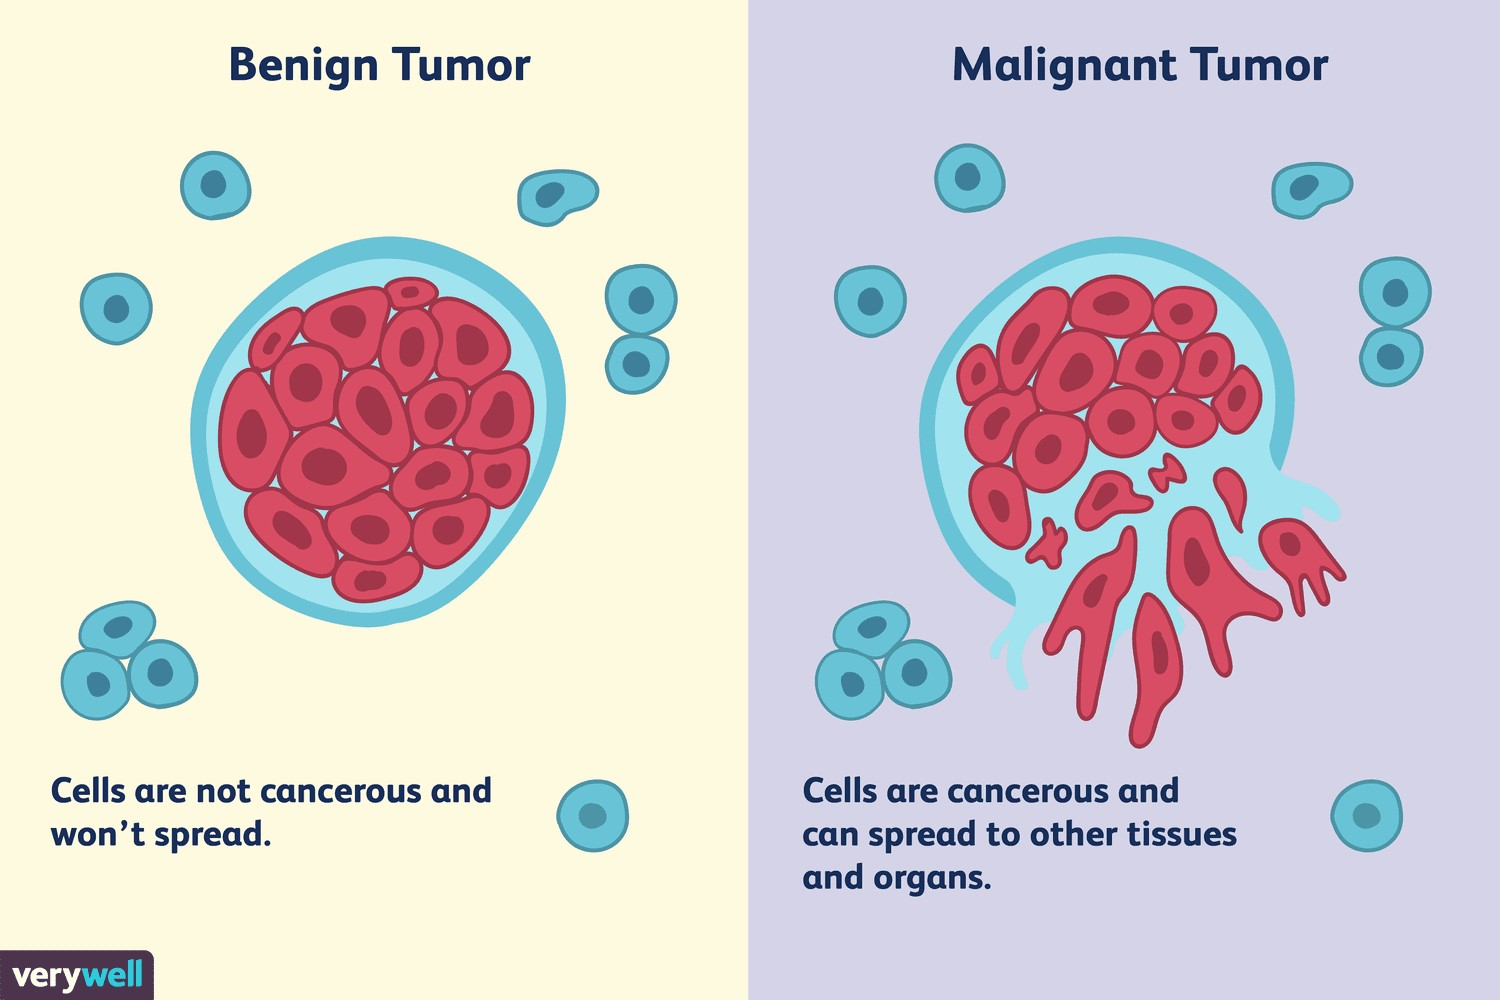 Benign Tumor
Malignant Tumor
Cells are not cancerous and
won’t spread.
Cells are cancerous and
can spread to other tissues
and organs.
verywell